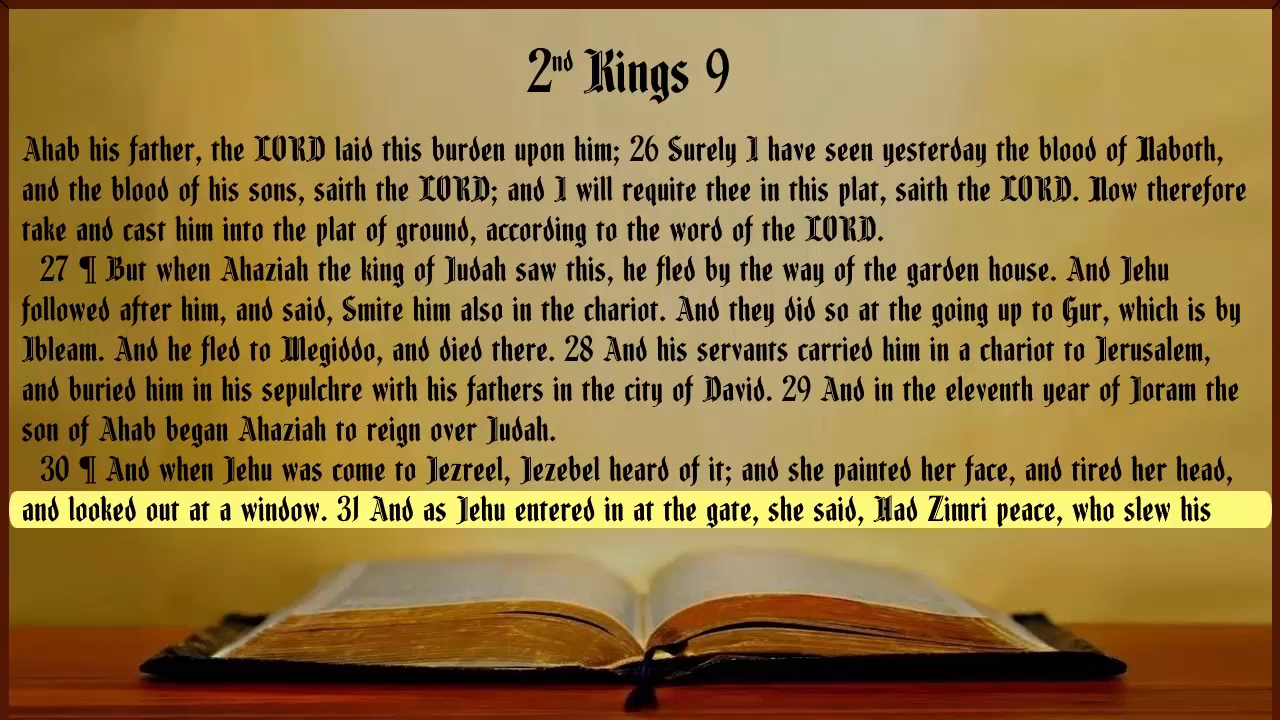 2nd Kings 9
Ahab his father, the LORD laid this burden upon him; 26 Surely I have seen yesterday the blood of Naboth,
and the blood of his sons, saith the LORD; and I will requite thee in this plat, saith the LORD. Now therefore
take and cast him into the plat of ground, according to the word of the LORD.
27 ¶ But when Ahaziah the king of Judah saw this, he fled by the way of the garden house. And Jehu
followed after him, and said, Smite him also in the chariot. And they did so at the going up to Gur, which is by
Ibleam. And he fled to Megiddo, and died there. 28 And his servants carried him in a chariot to Jerusalem,
and buried him in his sepulchre with his fathers in the city of David. 29 And in the eleventh year of Joram the
son of Ahab began Ahaziah to reign over Judah.
30 ¶ And when Jehu was come to Jezreel, Jezebel heard of it; and she painted her face, and tired her head,
and looked out at a window. 31 And as Jehu entered in at the gate, she said, Had Zimri peace, who slew his